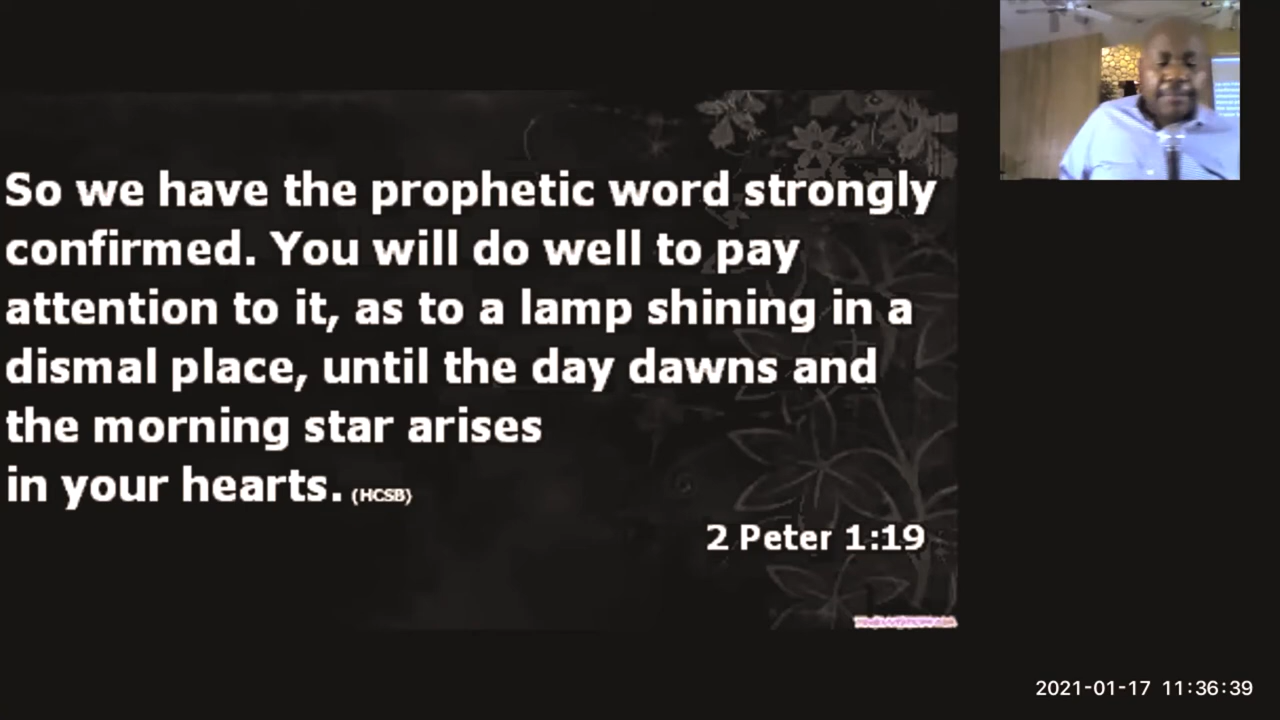 So we have the prophetic word strongly
confirmed. You will do well to pay
attention to it, as to a lamp shining in a
dismal place, until the day dawns and
the morning star arises
in your hearts. (HCSB)
2 Peter 1:19
2021-01-17 11:36:39